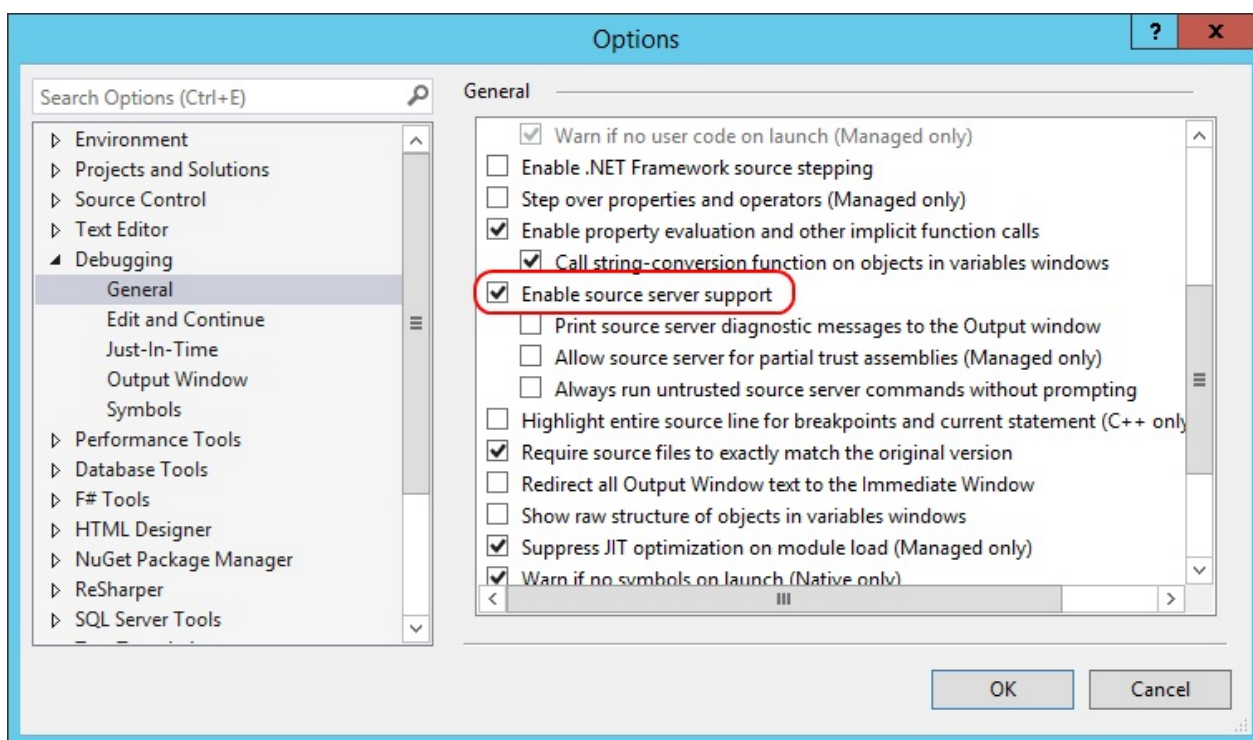 Options
?
x
Search Options (Ctrl+E)
Environment
Projects and Solutions
Source Control
Text Editor
Debugging
General
Edit and Continue
Just-In-Time
Output Window
Symbols
Performance Tools
Database Tools
F# Tools
HTML Designer
NuGet Package Manager
ReSharper
SQL Server Tools
General
Warn if no user code on launch (Managed only)
Enable .NET Framework source stepping
Step over properties and operators (Managed only)
Enable property evaluation and other implicit function calls
Call string-conversion function on objects in variables windows
Enable source server support
Print source server diagnostic messages to the Output window
Allow source server for partial trust assemblies (Managed only)
Always run untrusted source server commands without prompting
Highlight entire source line for breakpoints and current statement (C++ only
Require source files to exactly match the original version
Redirect all Output Window text to the Immediate Window
Show raw structure of objects in variables windows
Suppress JIT optimization on module load (Managed only)
Warn if no symbols on launch (Native only)
OK
Cancel